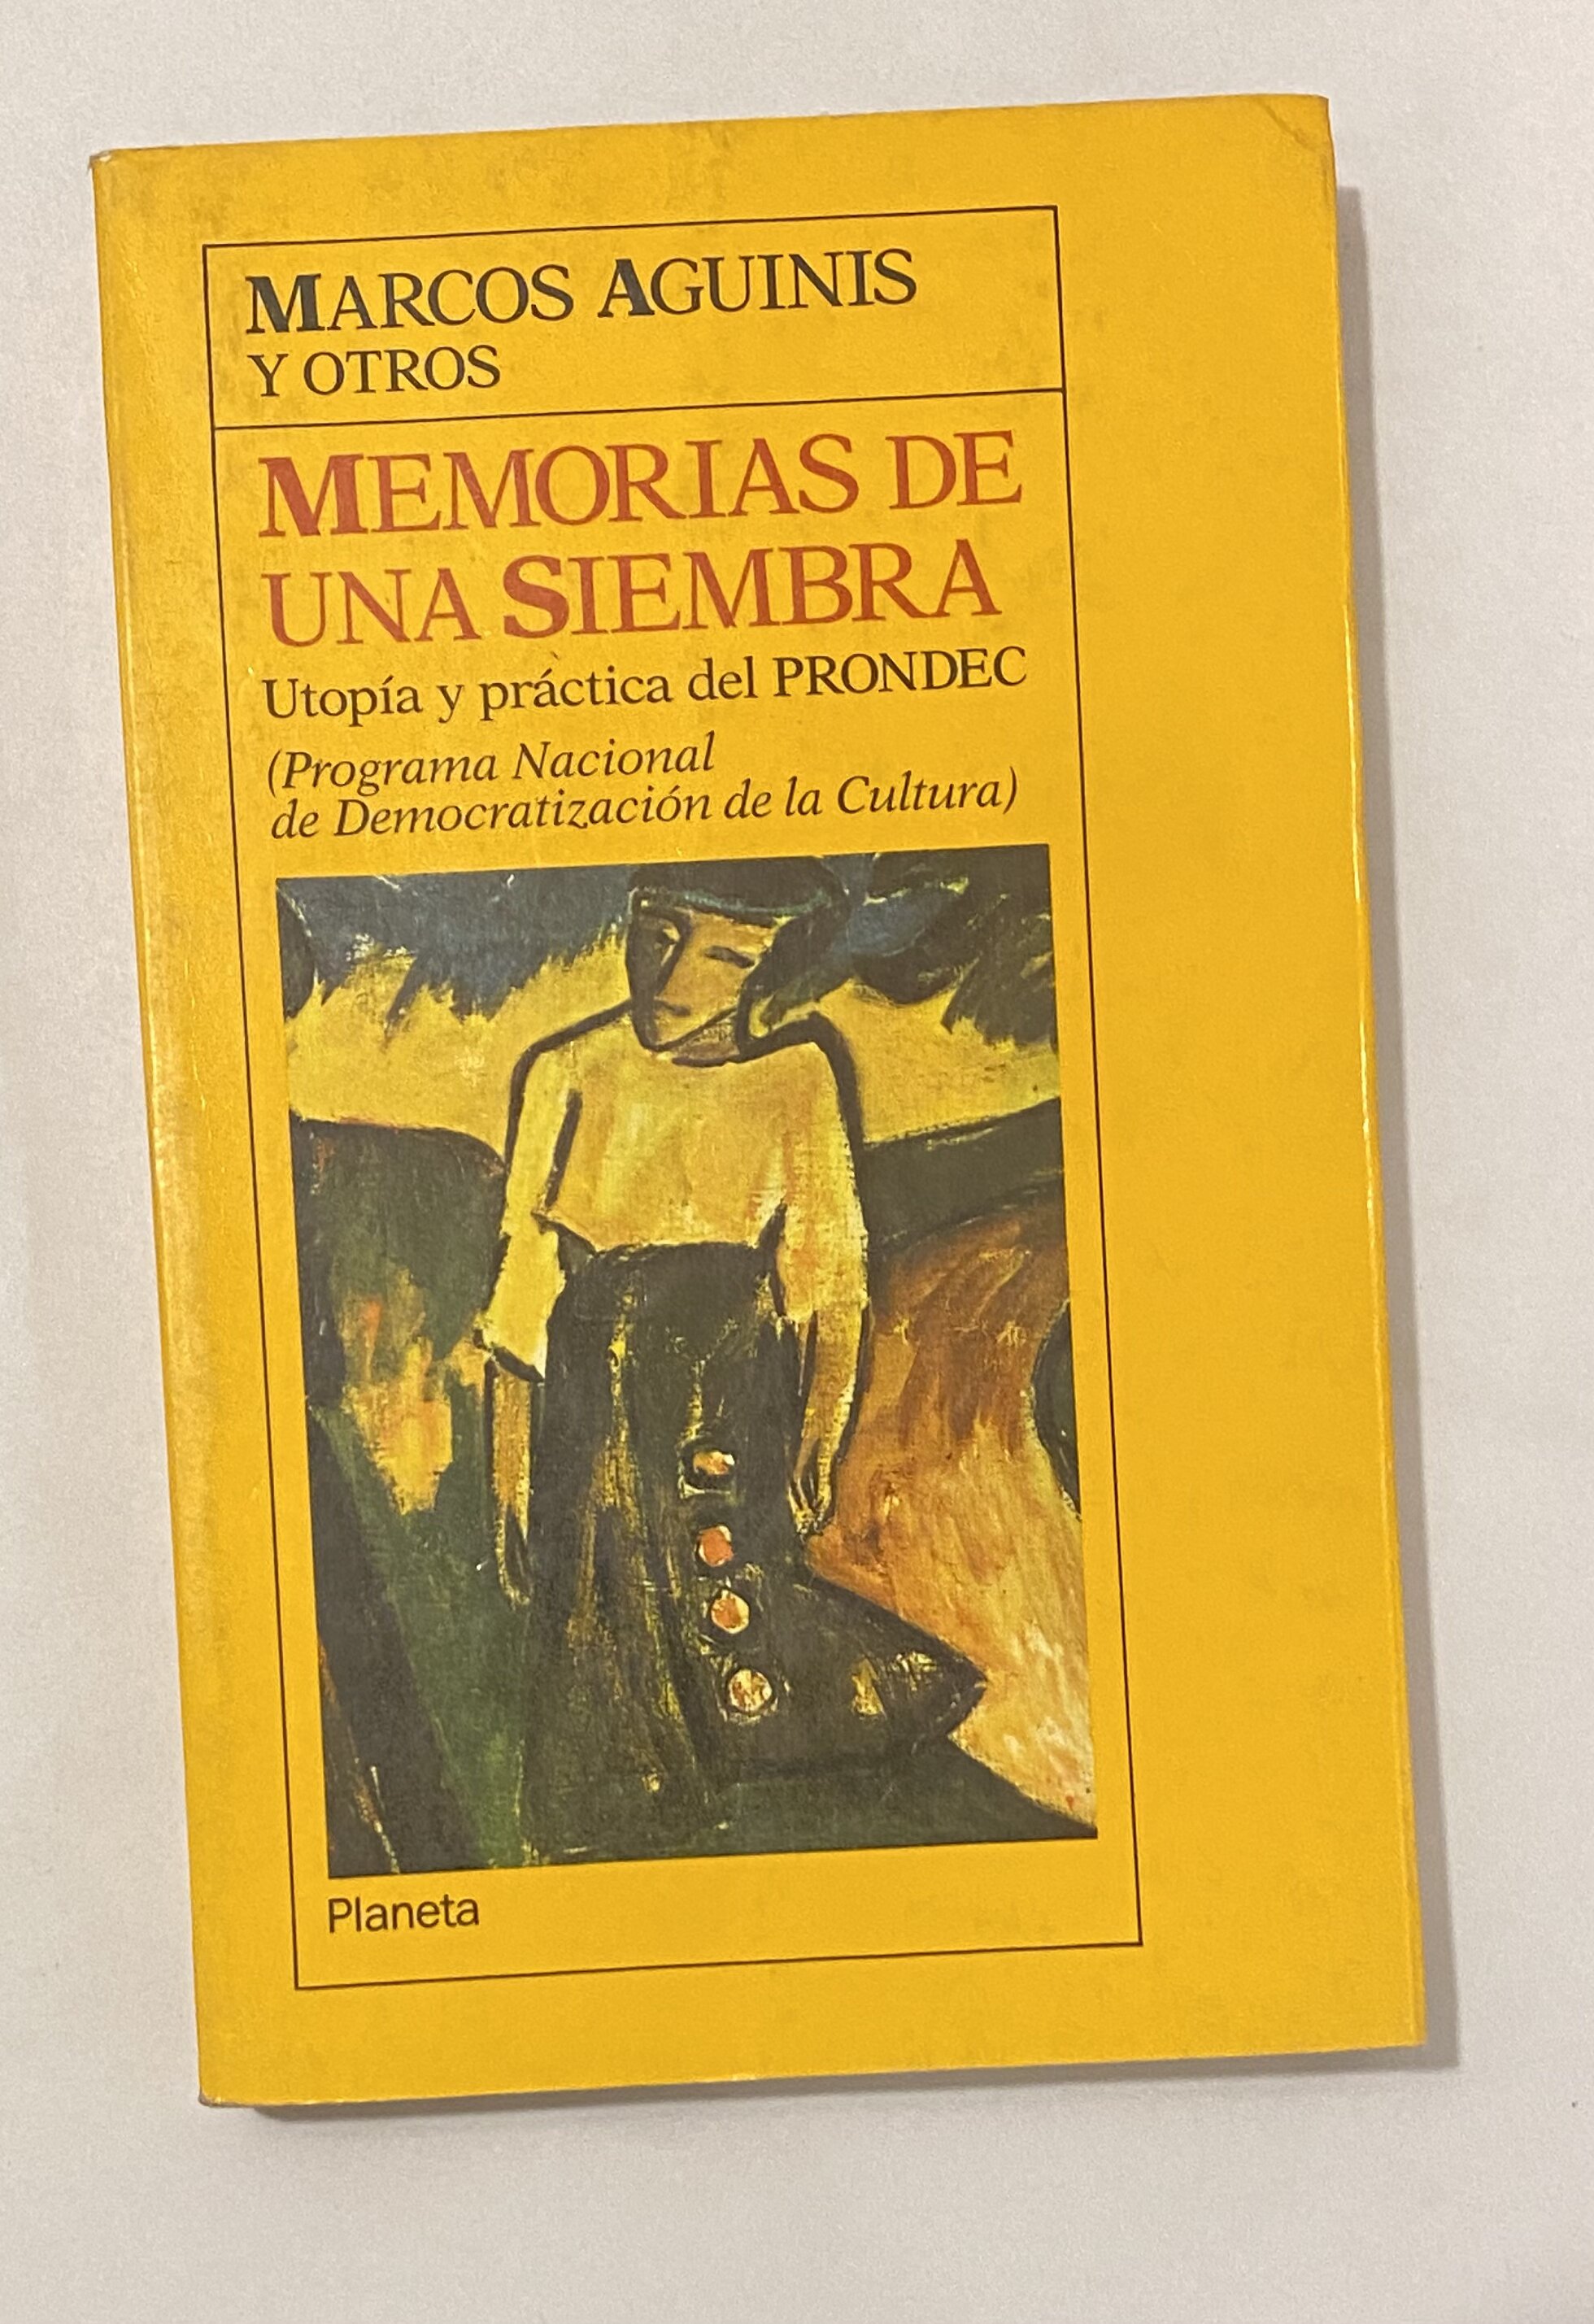 MARCOS AGUINIS
Y OTROS
MEMORIAS DE
UNA SIEMBRA
Utopía y práctica del PRONDEC
(Programa Nacional
de Democratización de la Cultura)
Planeta